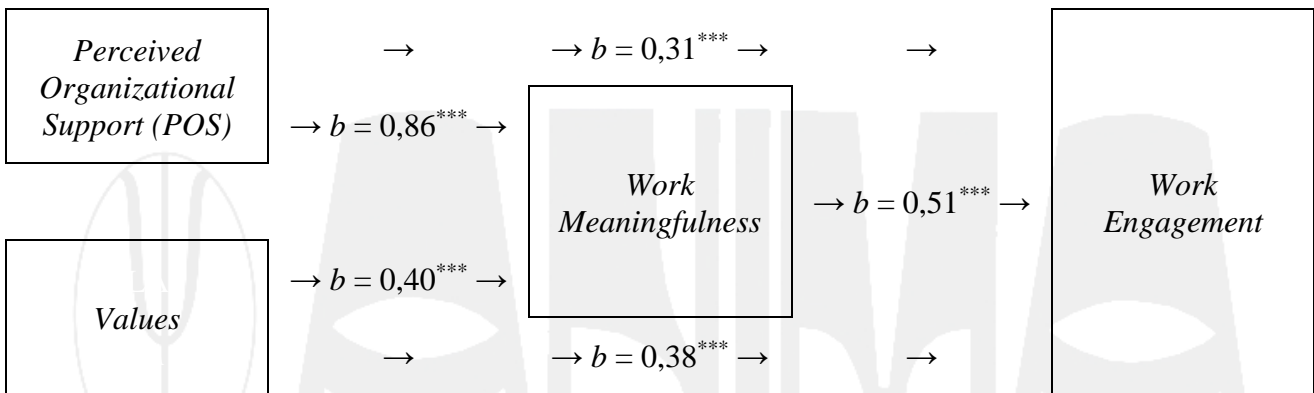 Perceived
Organizational
Support (POS)
→ → b = 0,31*** → →
→ b = 0,86*** →
Work
Meaningfulness
→ b = 0,51*** →
Work
Engagement
Values
→ b = 0,40*** →
→ → b = 0,38*** → →